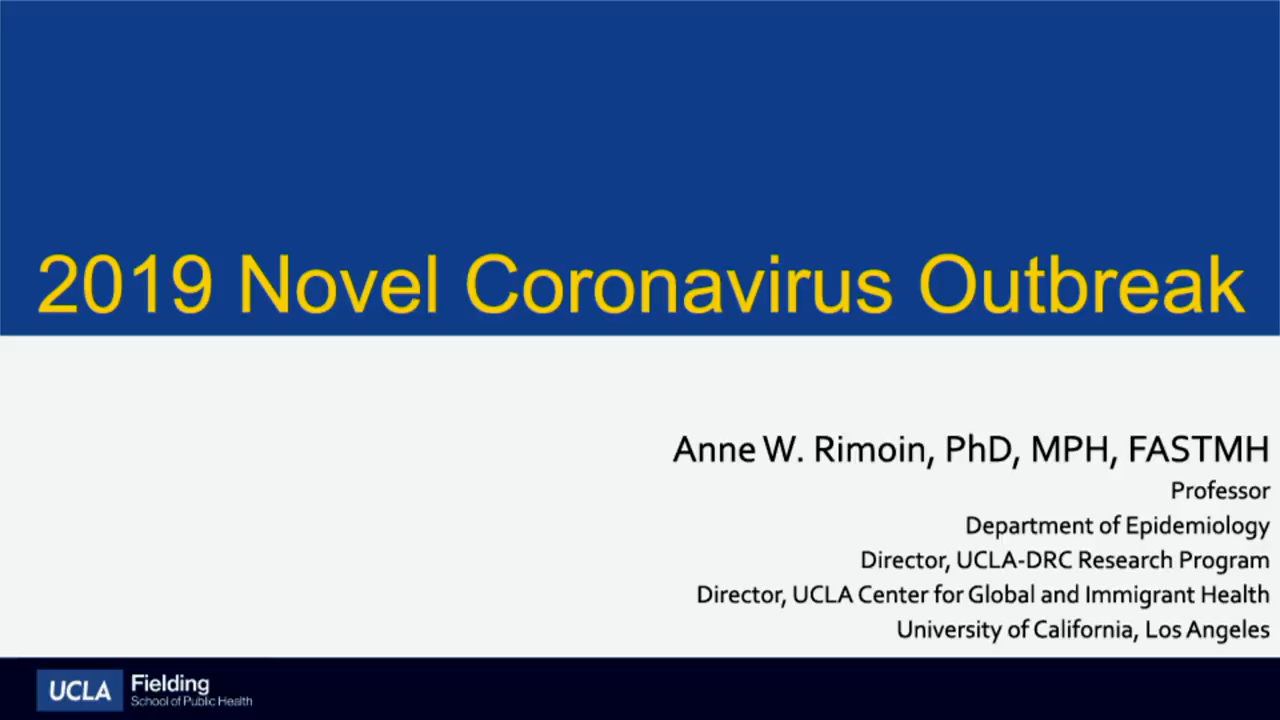 2019 Novel Coronavirus Outbreak
Anne W. Rimoin, PhD, MPH, FASTMH
Professor
Department of Epidemiology
Director, UCLA-DRC Research Program
Director, UCLA Center for Global and Immigrant Health
University of California, Los Angeles
UCLA Fielding
School of Public Health